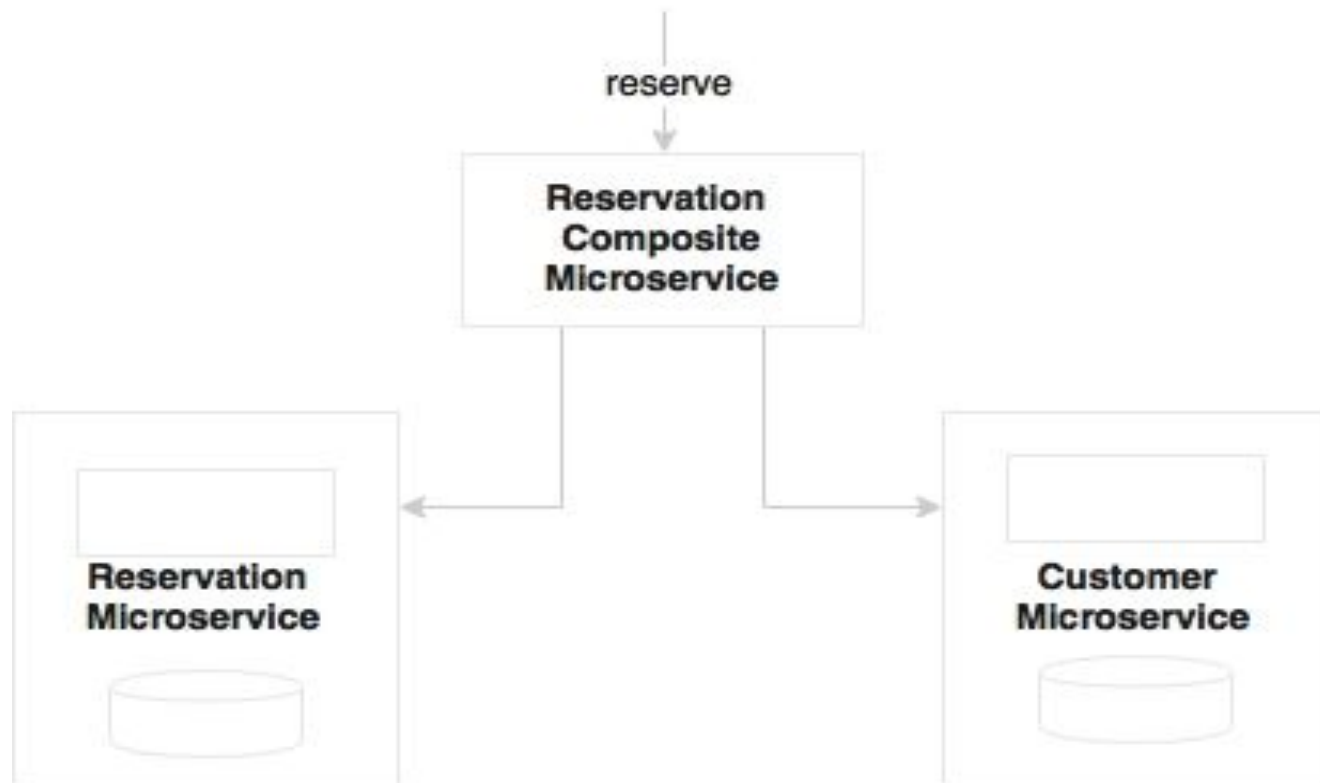 reserve
Reservation
Composite
Microservice
Reservation
Microservice
Customer
Microservice